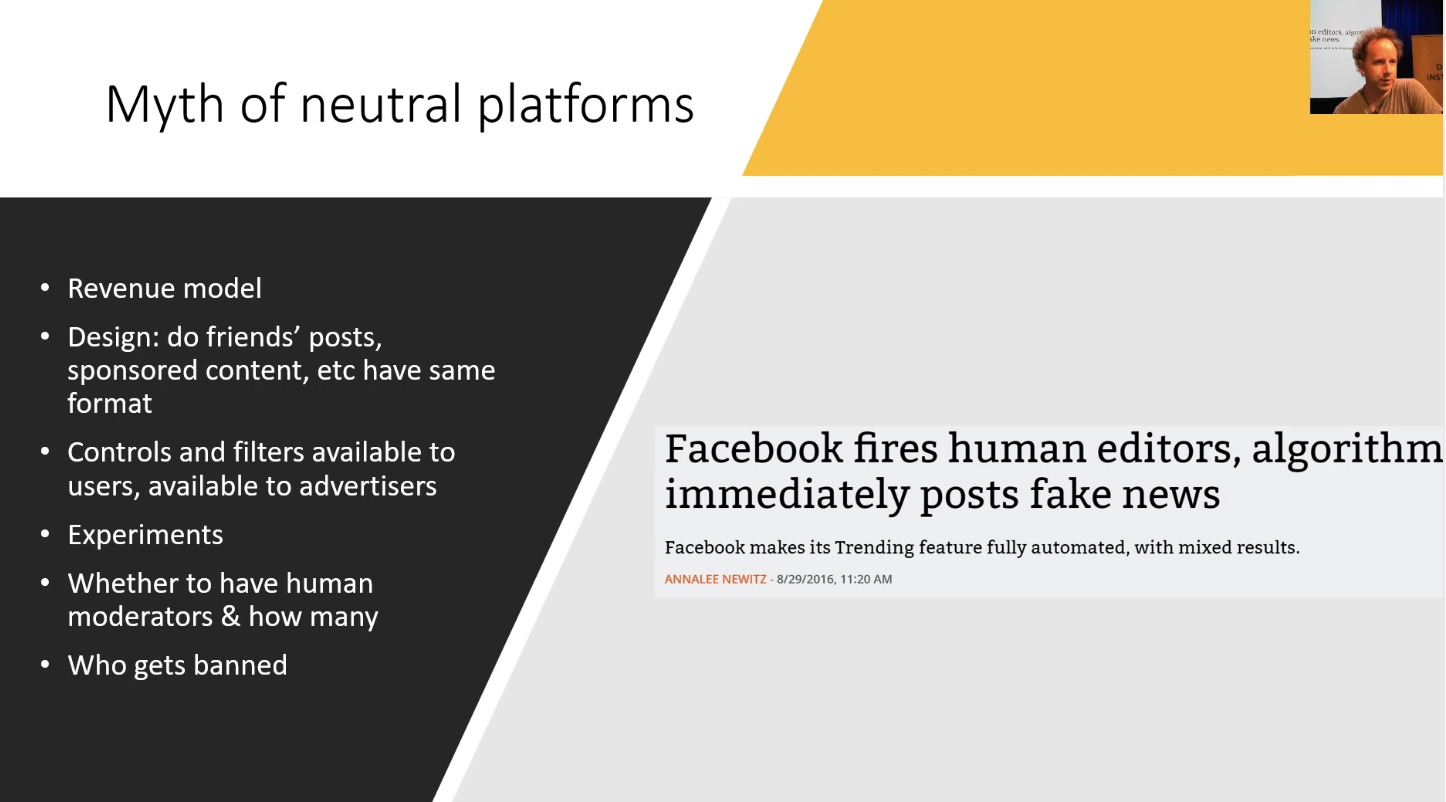 Myth of neutral platforms
• Revenue model
• Design: do friends’ posts,
sponsored content, etc have same
format
• Controls and filters available to
users, available to advertisers
• Experiments
• Whether to have human
moderators & how many
• Who gets banned
Facebook fires human editors, algorithm
immediately posts fake news
Facebook makes its Trending feature fully automated, with mixed results.
ANNALEE NEWITZ - 8/29/2016, 11:20 AM
editors,
news